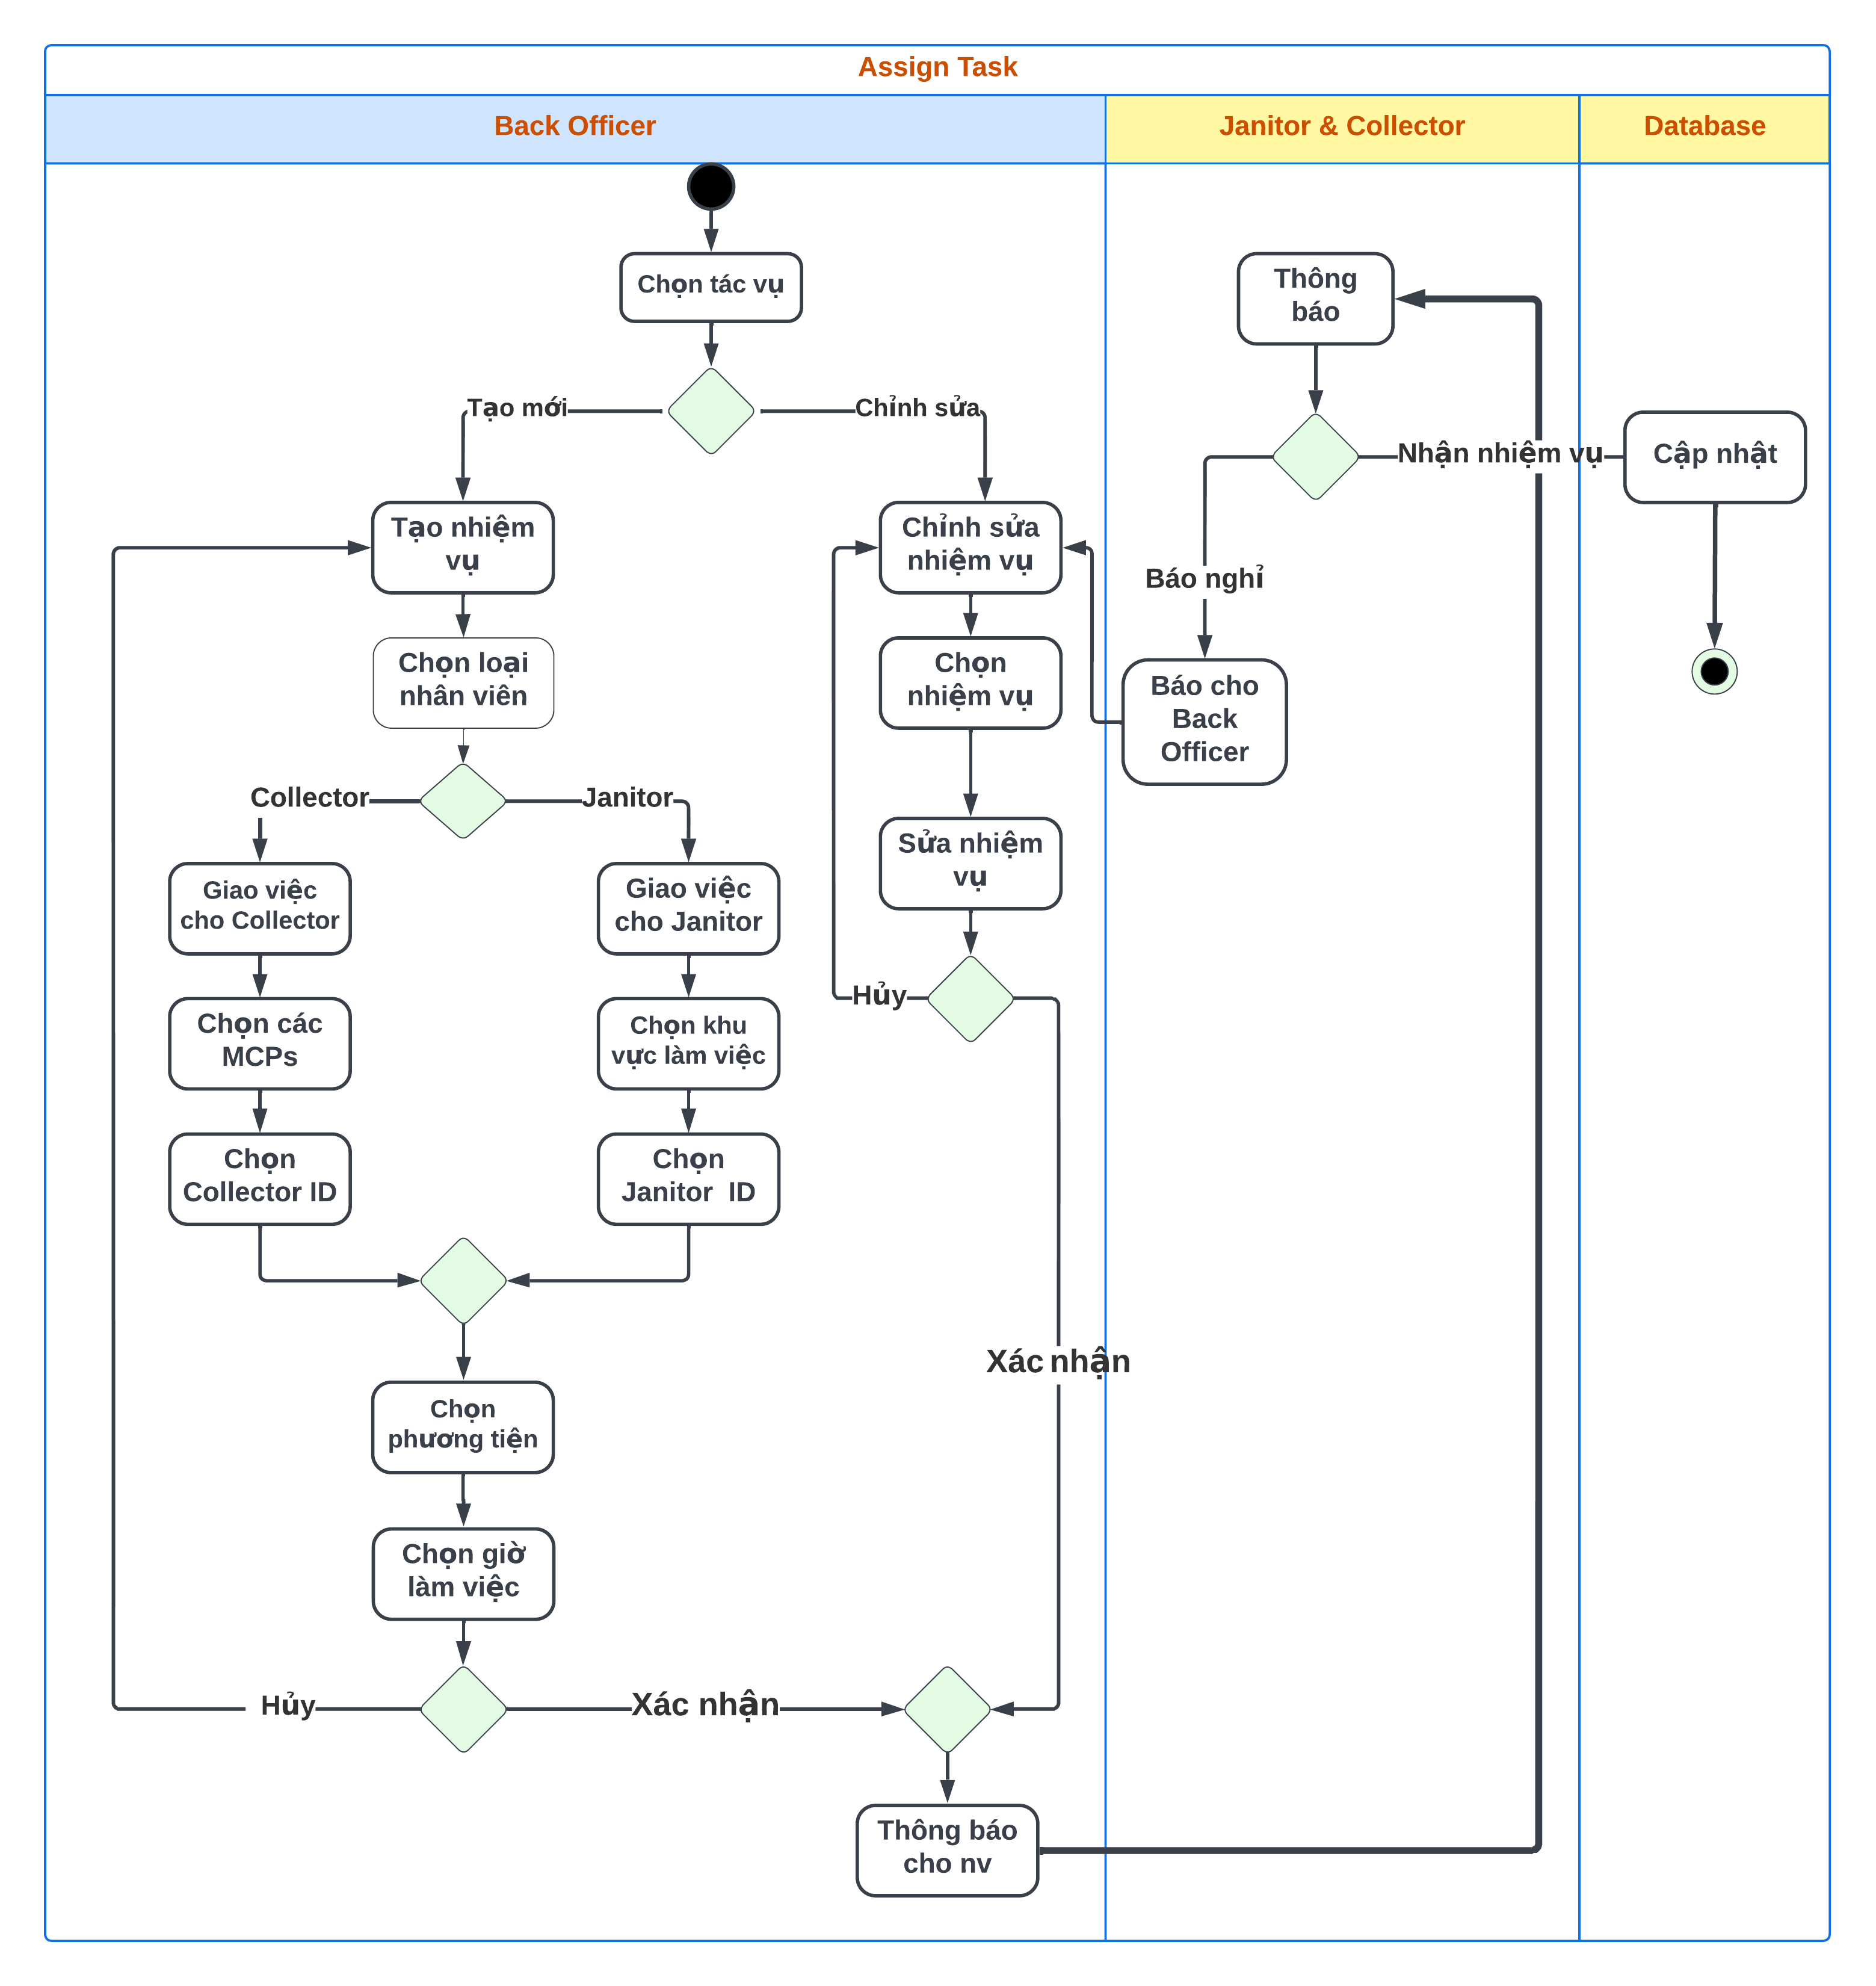 Assign Task
Back Officer
Janitor & Collector
Database
Chọn tác vụ
Tạo mới
Chỉnh sửa
Tạo nhiệm
vụ
Chọn loại
nhân viên
Collector
Janitor
Giao việc
cho Collector
Chọn các
MCPs
Chọn
Collector ID
Giao việc
cho Janitor
Chọn khu
vực làm việc
Chọn
Janitor ID
Chọn
phương tiện
Chọn giờ
làm việc
Hủy
Xác nhận
Chỉnh sửa
nhiệm vụ
Chọn
nhiệm vụ
Sửa nhiệm
vụ
Hủy
Xác nhận
Thông báo
cho nv
Thông
báo
Nhận nhiệm vụ
Báo nghỉ
Báo cho
Back
Officer
Cập nhật